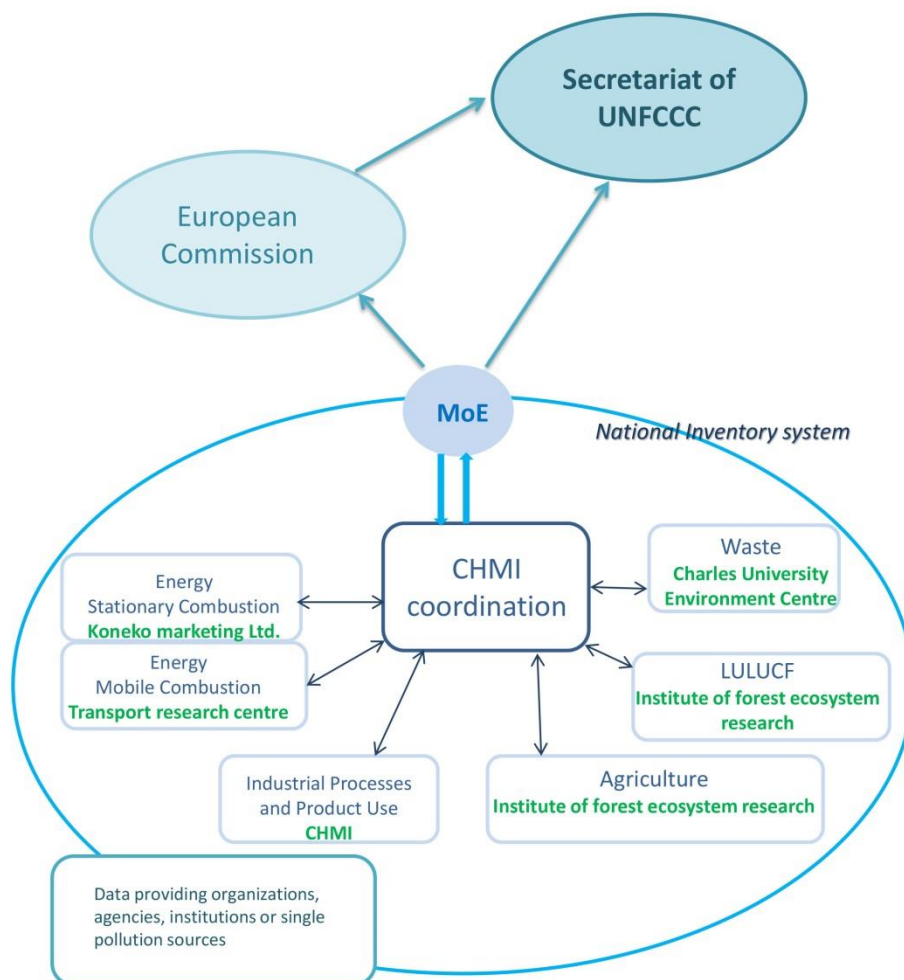 Secretariat of
UNFCCC
European
Commission
MoE
National Inventory system
CHMI
coordination
Energy
Stationary Combustion
Koneko marketing Ltd.
Energy
Mobile Combustion
Transport research centre
Industrial Processes
and Product Use
CHMI
Waste
Charles University
Environment Centre
LULUCF
Institute of forest ecosystem
research
Agriculture
Institute of forest ecosystem research
Data providing organizations,
agencies, institutions or single
pollution sources